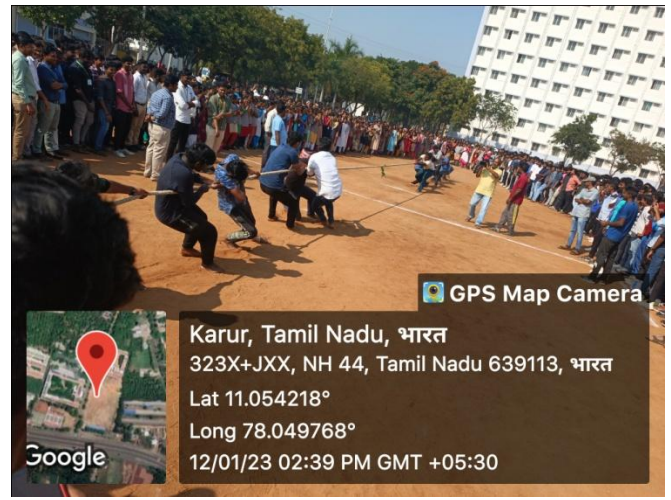 GPS Map Camera
Karur, Tamil Nadu, भारत
323X+JXX, NH 44, Tamil Nadu 639113, भारत
Lat 11.054218°
Long 78.049768°
12/01/23 02:39 PM GMT +05:30
Google